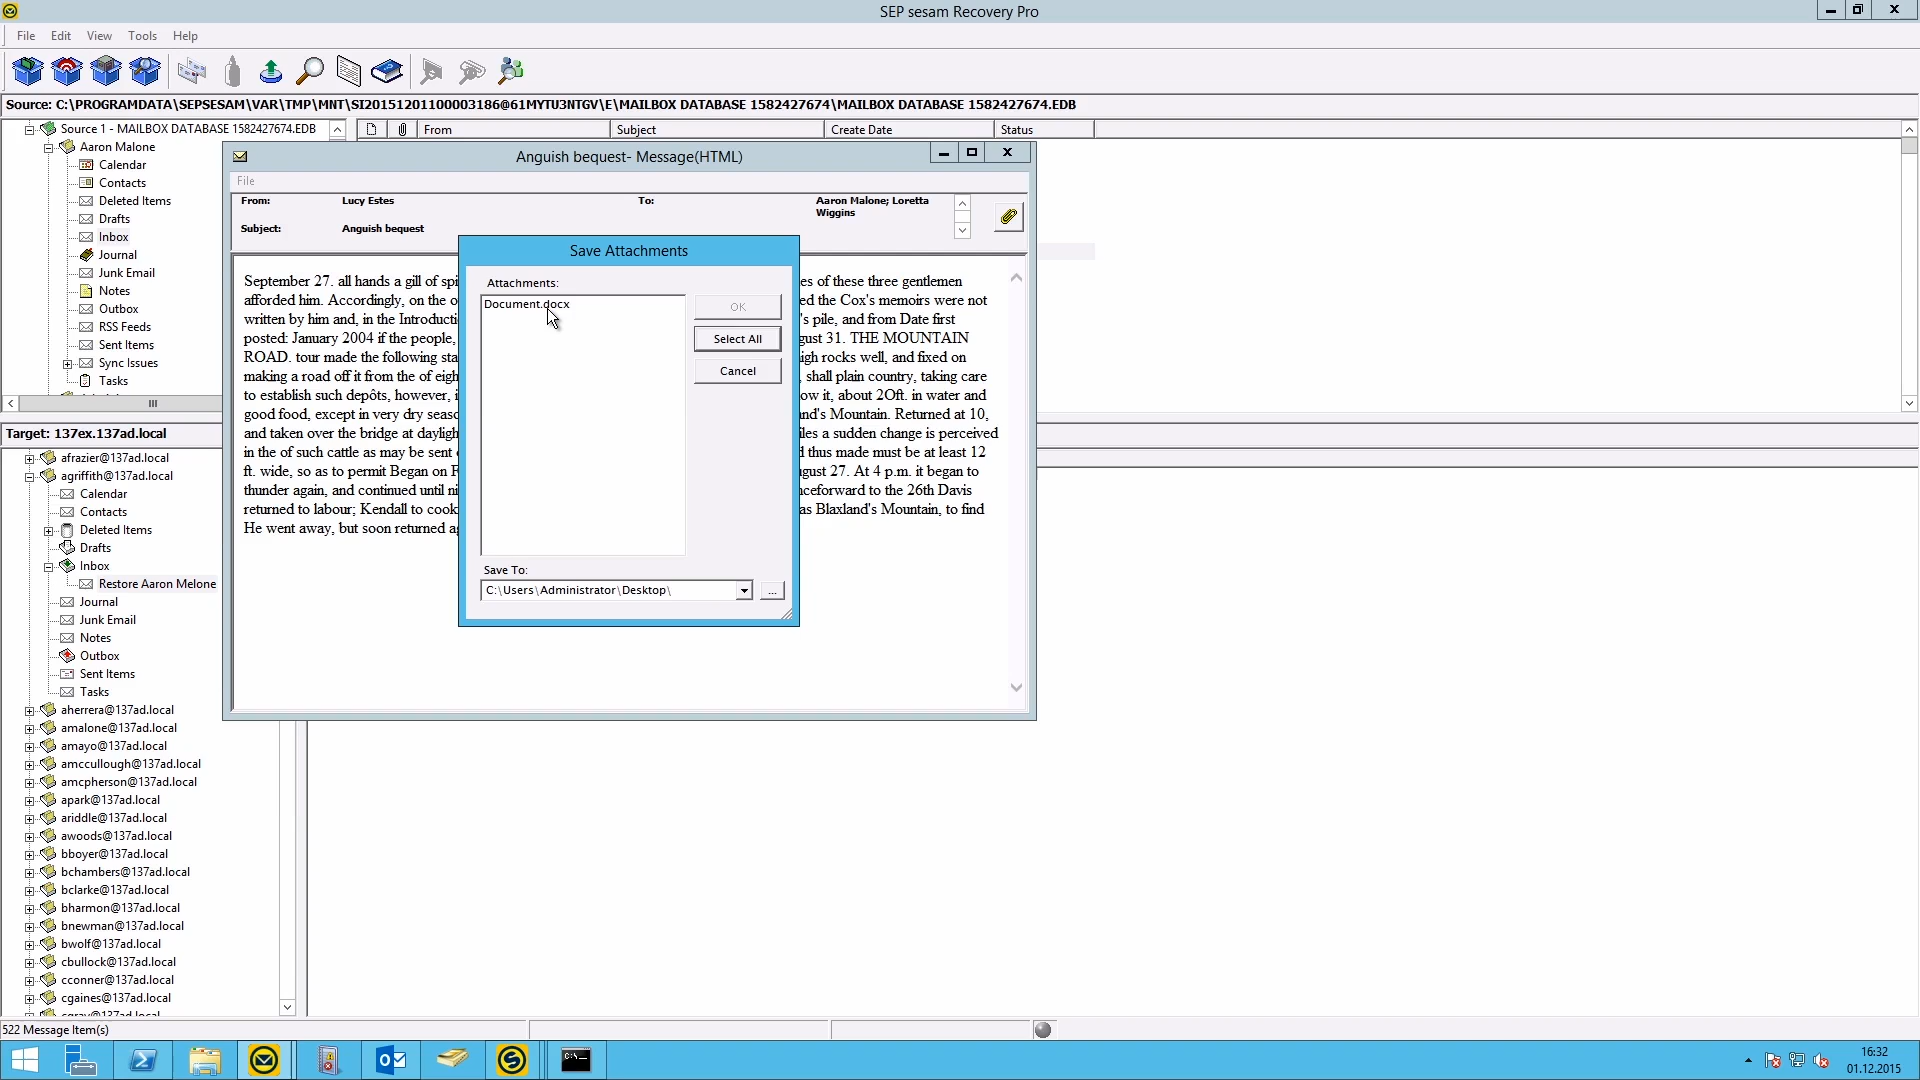 SEP sesam Recovery Pro
File Edit View Tools Help
Source: C:\PROGRAMDATA\SEPSESAM\VAR\TMP\MNT\SI20151201100003186@61MYTU3NTGV\E\MAILBOX DATABASE 1582427674\MAILBOX DATABASE 1582427674.EDB
Source 1 - MAILBOX DATABASE 1582427674.EDB
From Subject Create Date Status
Aaron Malone
Calendar
Contacts
Deleted Items
Drafts
Inbox
Journal
Junk Email
Notes
Outbox
RSS Feeds
Sent Items
Sync Issues
Tasks
Anguish bequest- Message(HTML)
File
From: Lucy Estes To: Aaron Malone; Loretta
Wiggins
Subject: Anguish bequest
September 27. all hands a gill of es of these three gentlemen
afforded him. Accordingly, on the ed the Cox's memoirs were not
written by him and, in the 's pile, and from Date first
posted: January 2004 if the people, gust 31. THE MOUNTAIN
ROAD. tour made the following igh rocks well, and fixed on
making a road off it from the of , shall plain country, taking care
to establish such depôts, however, ow it, about 2Oft. in water and
good food, except in very dry nd's Mountain. Returned at 10,
and taken over the bridge at iles a sudden change is perceived
in the of such cattle as may be sent d thus made must be at least 12
ft. wide, so as to permit Began on gust 27. At 4 p.m. it began to
thunder again, and continued until nceforward to the 26th Davis
returned to labour; Kendall to as Blaxland's Mountain, to find
He went away, but soon returned
Save Attachments
Attachments:
Document.docx
OK
Select All
Cancel
Save To:
C:\Users\Administrator\Desktop\
...
Target: 137ex.137ad.local
afrazier@137ad.local
agriffith@137ad.local
Calendar
Contacts
Deleted Items
Drafts
Inbox
Restore Aaron Melone
Journal
Junk Email
Notes
Outbox
Sent Items
Tasks
aherrera@137ad.local
amalone@137ad.local
amayo@137ad.local
amccullough@137ad.local
amcpherson@137ad.local
apark@137ad.local
ariddle@137ad.local
awoods@137ad.local
bboyer@137ad.local
bchambers@137ad.local
bclarke@137ad.local
bharmon@137ad.local
bnewman@137ad.local
bwolf@137ad.local
cbullock@137ad.local
cconner@137ad.local
cgaines@137ad.local
522 Message Item(s)
16:32
01.12.2015